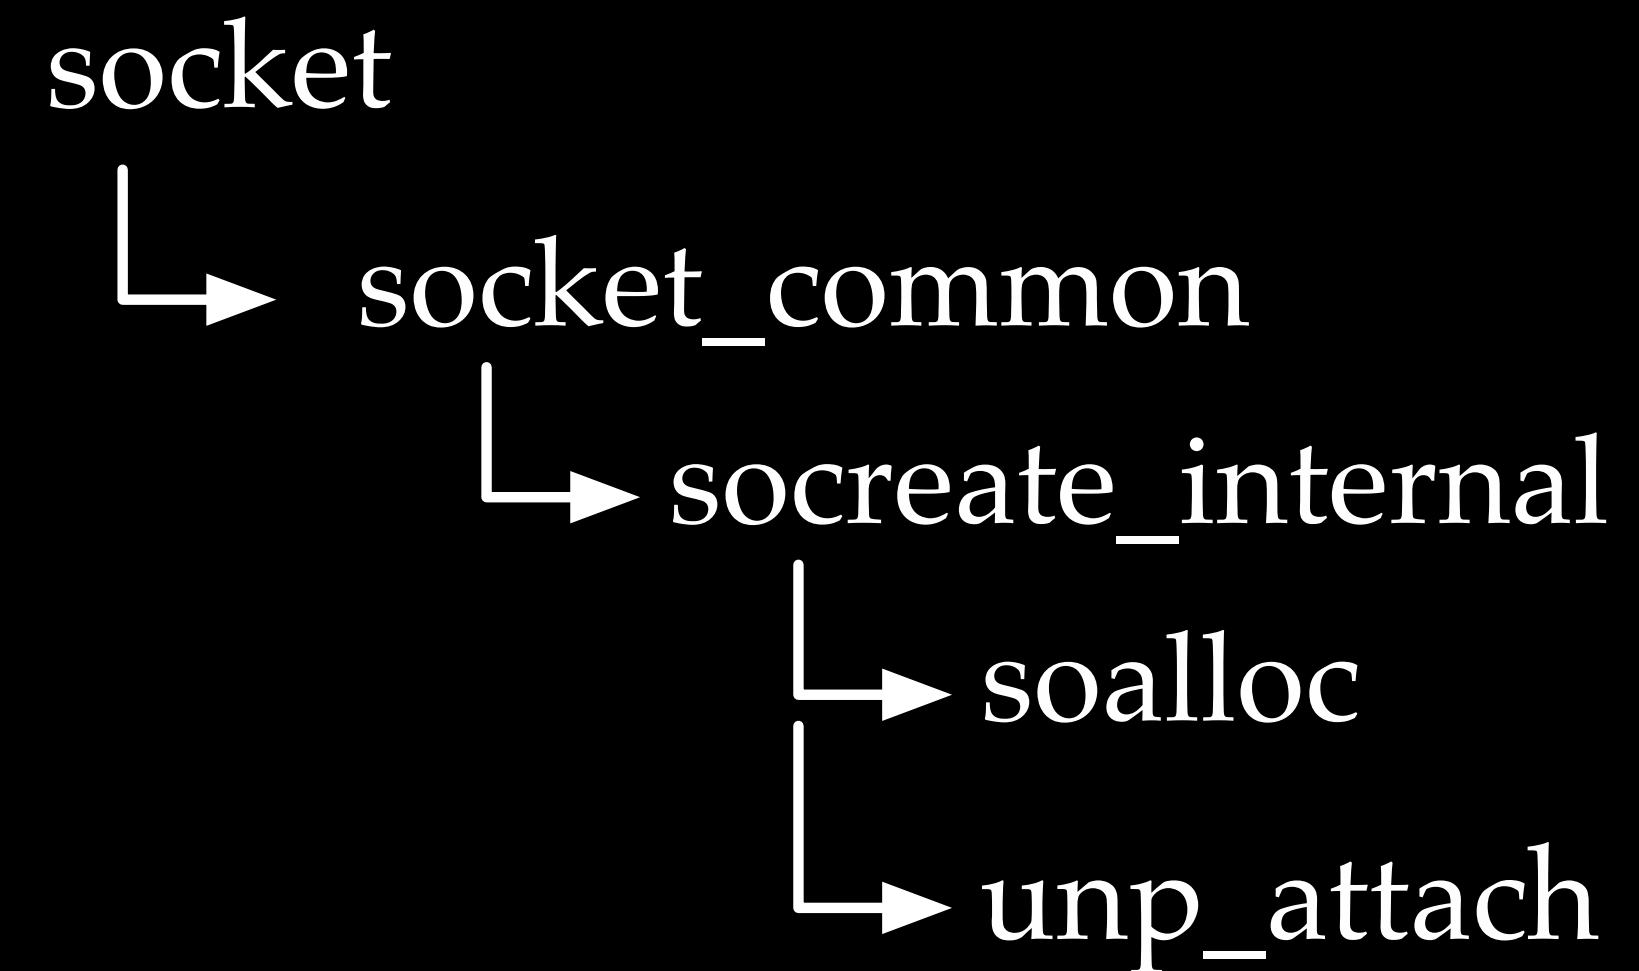 socket
socket_common
socreate_internal
soalloc
unp_attach